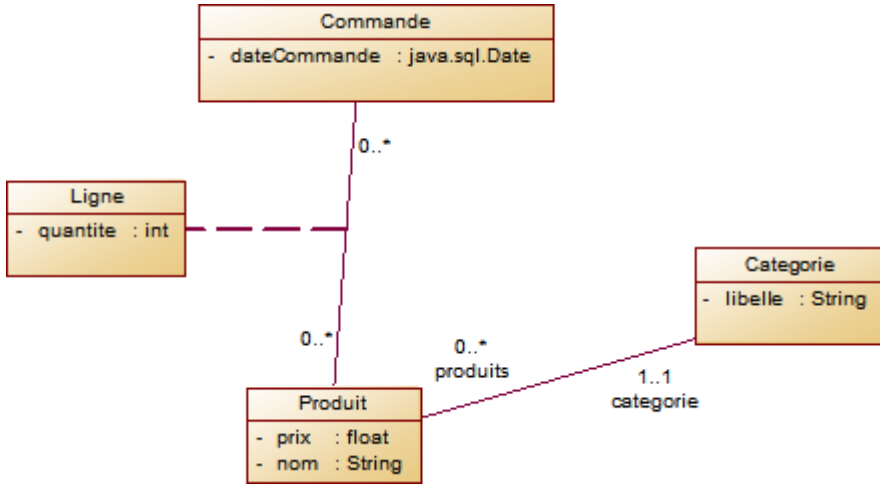 Commande
- dateCommande : java.sql.Date
0..*
Ligne
- quantite : int
Categorie
- libelle : String
0..*
0..*
produits
1..1
categorie
Produit
- prix : float
- nom : String